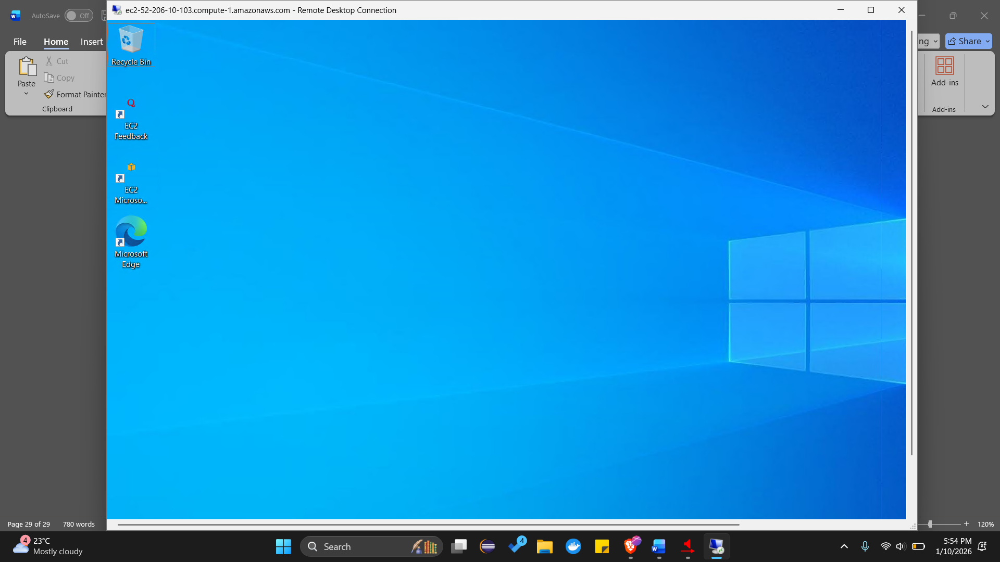 ec2-52-206-10-103.compute-1.amazonaws.com - Remote Desktop Connection
AutoSave Off
File Home Insert
ing Share
Paste
Cut
Copy
Format Painter
Clipboard
Add-ins
Add-ins
Recycle Bin
Q
EC2
Feedback
EC2
Microso...
Microsoft
Edge
Page 29 of 29 780 words
120%
4
23°C
Mostly cloudy
Search
4
5:54 PM
1/10/2026